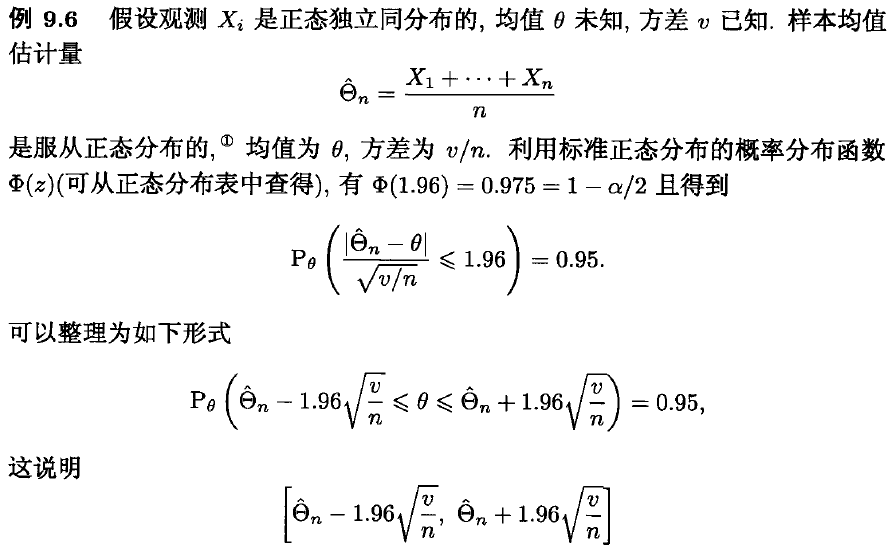 例 9.6 假设观测 $X_i$ 是正态独立同分布的, 均值 $\theta$ 未知, 方差 $v$ 已知. 样本均值
估计量
$$\hat{\Theta}_n = \frac{X_1 + \cdots + X_n}{n}$$
是服从正态分布的,$^{①}$ 均值为 $\theta$, 方差为 $v/n$. 利用标准正态分布的概率分布函数
$\Phi(z)$(可从正态分布表中查得), 有 $\Phi(1.96) = 0.975 = 1 - \alpha/2$ 且得到
$$\mathrm{P}_\theta \left( \frac{|\hat{\Theta}_n - \theta|}{\sqrt{v/n}} \leqslant 1.96 \right) = 0.95.$$
可以整理为如下形式
$$\mathrm{P}_\theta \left( \hat{\Theta}_n - 1.96\sqrt{\frac{v}{n}} \leqslant \theta \leqslant \hat{\Theta}_n + 1.96\sqrt{\frac{v}{n}} \right) = 0.95,$$
这说明
$$\left[ \hat{\Theta}_n - 1.96\sqrt{\frac{v}{n}},\ \hat{\Theta}_n + 1.96\sqrt{\frac{v}{n}} \right]$$